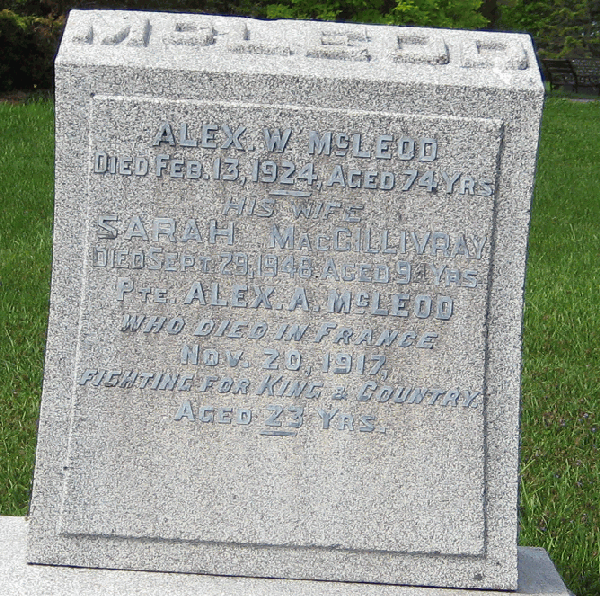 McLEOD
ALEX. W. McLEOD
DIED FEB. 13, 1924, AGED 74 YRS
HIS WIFE
SARAH MACGILLIVRAY
DIED SEPT. 29, 1946. AGED YRS
PTE. ALEX. A. McLEOD
WHO DIED IN FRANCE
NOV. 20, 1917,
FIGHTING FOR KING & COUNTRY.
AGED 23 YRS.